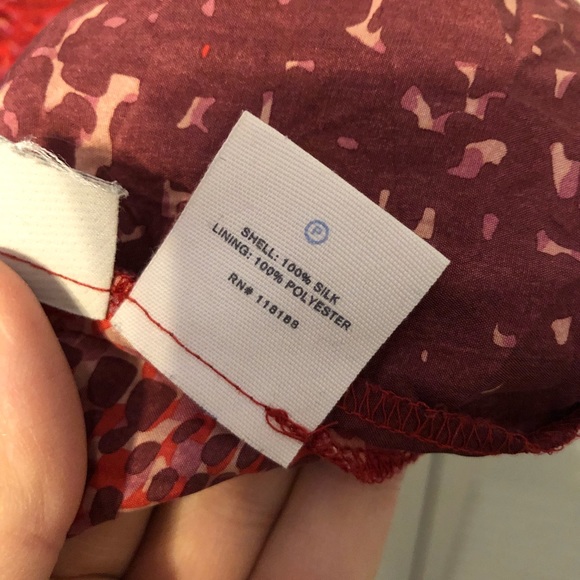 P
SHELL: 100% SILK
LINING: 100% POLYESTER
RN# 118188